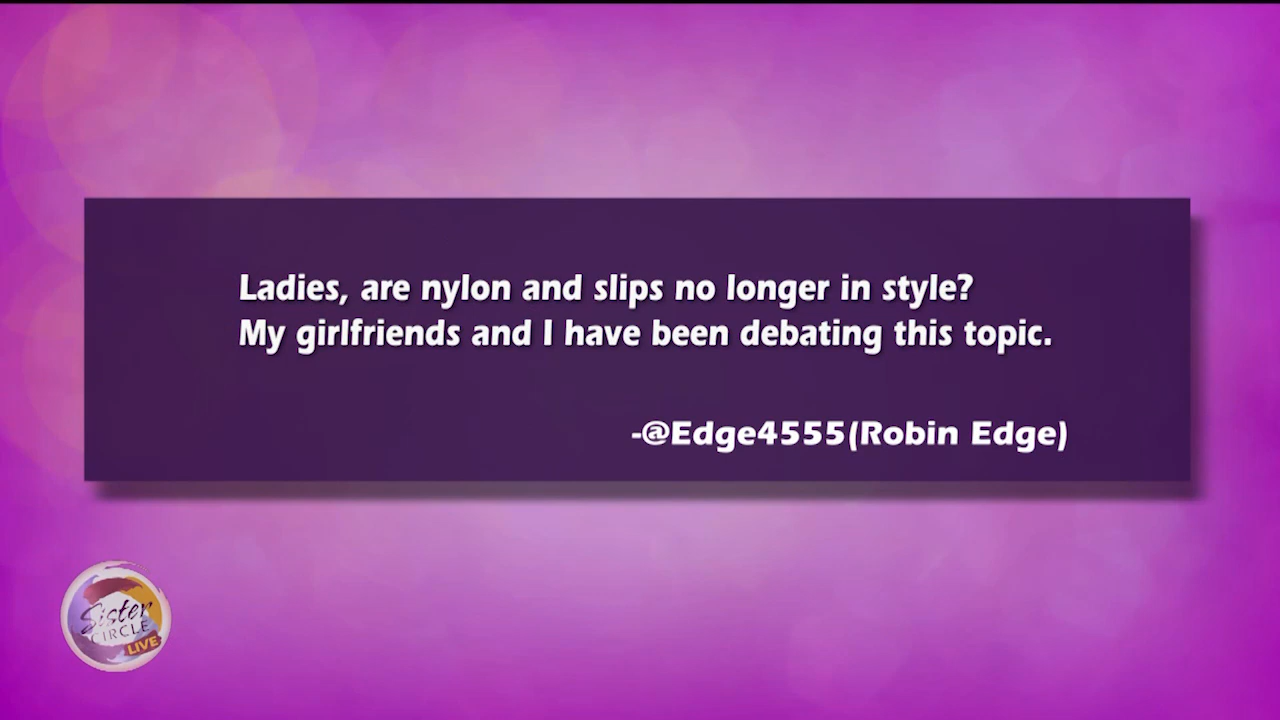 Ladies, are nylon and slips no longer in style?
My girlfriends and I have been debating this topic.
-@Edge4555(Robin Edge)
Sister
CIRCLE
LIVE